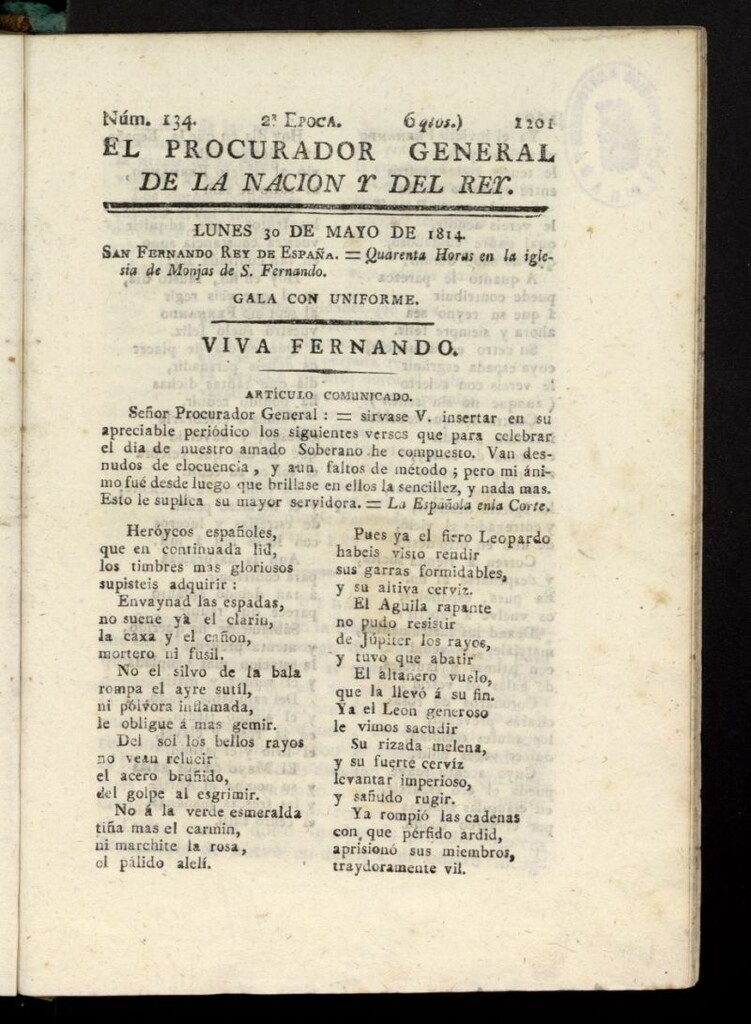 Núm. 134. 2ª EPOCA. 6 qtos.) 1201
EL PROCURADOR GENERAL
DE LA NACION Y DEL REY.
LUNES 30 DE MAYO DE 1814
SAN FERNANDO REY DE ESPAÑA. = Quarenta Horas en la igle-
sia de Monjas de S. Fernando.
GALA CON UNIFORME.
VIVA FERNANDO.
ARTÍCULO COMUNICADO.
Señor Procurador General : = sirvase V. insertar en su
apreciable periódico los siguientes verses que para celebrar
el dia de nuestro amado Soberano he compuesto. Van des-
nudos de elocuencia, y aun faltos de método ; pero mi áni-
mo fué desde luego que brillase en ellos la sencillez, y nada mas.
Esto le suplica su mayor servidora. = La Española enla Corte.
Heróycos españoles,
que en continuada lid,
los timbres mas gloriosos
supisteis adquirir :
Envaynad las espadas,
no suene ya el clarin,
la caxa y el cañon,
mortero ni fusil.
No el silvo de la bala
rompa el ayre sutíl,
ni pólvora inflamada,
le obligue á mas gemir.
Del sol los bellos rayos
no vean relucir
el acero bruñido,
del golpe al esgrimir.
No á la verde esmeralda
tiña mas el carmin,
ni marchite la rosa,
el pálido alelí.
Pues ya el fiero Leopardo
habeis visto rendir
sus garras formidables,
y su altiva cerviz.
El Aguila rapante
no pudo resistir
de Júpiter los rayos,
y tuvo que abatir
El altanero vuelo,
que la llevó á su fin.
Ya el Leon generoso
le vimos sacudir
Su rizada melena,
y su fuerte cervíz
levantar imperioso,
y sañudo rugir.
Ya rompió las cadenas
con que pérfido ardid,
aprisionó sus miembros,
traydoramente vil.